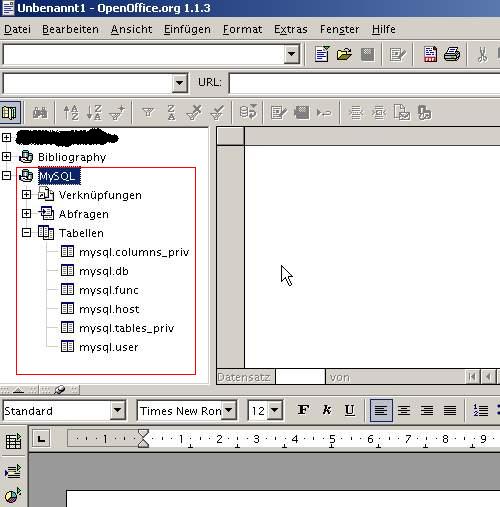 Unbenannt1 - OpenOffice.org 1.1.3
Datei Bearbeiten Ansicht Einfügen Format Extras Fenster Hilfe
URL:
Bibliography
MySQL
Verknüpfungen
Abfragen
Tabellen
mysql.columns_priv
mysql.db
mysql.func
mysql.host
mysql.tables_priv
mysql.user
Datensatz von
Standard Times New Ron 12 F K U
1 1 2 3 4 5 6 7 8 9